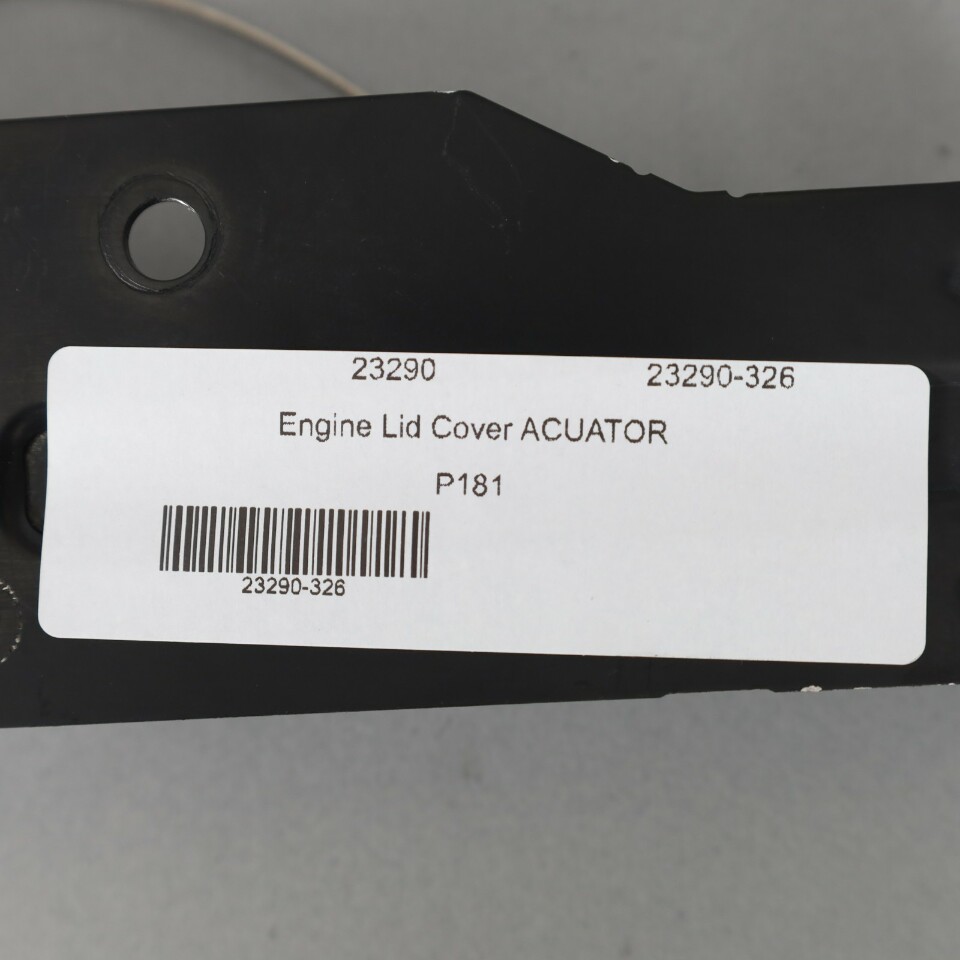 23290 23290-326
Engine Lid Cover ACUATOR
P181
23290-326